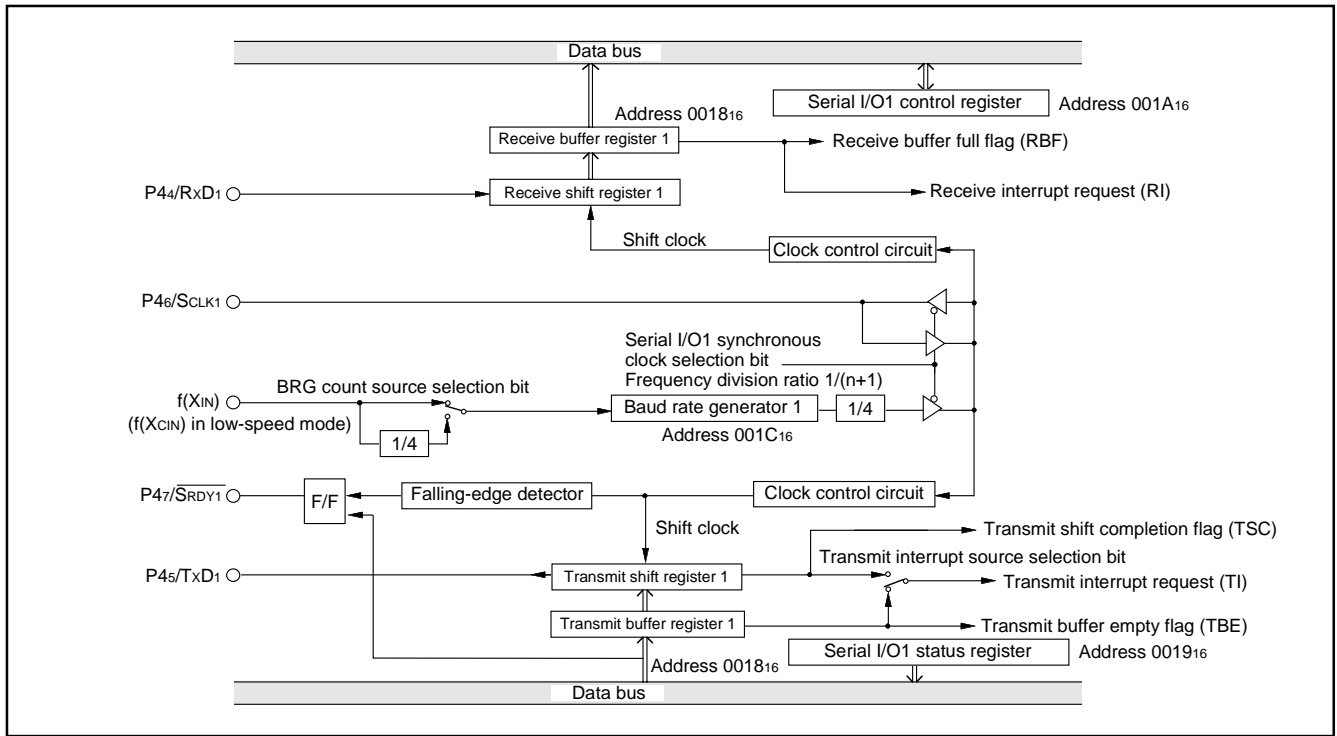 Data bus
Serial I/O1 control register
Address 001A16
Address 001816
Receive buffer register 1
Receive buffer full flag (RBF)
P44/RXD1
Receive shift register 1
Receive interrupt request (RI)
Shift clock
Clock control circuit
P46/SCLK1
Serial I/O1 synchronous
clock selection bit
Frequency division ratio 1/(n+1)
BRG count source selection bit
f(XIN)
(f(XCIN) in low-speed mode)
1/4
Baud rate generator 1
1/4
Address 001C16
P47/SRDY1
F/F
Falling-edge detector
Clock control circuit
Shift clock
Transmit shift completion flag (TSC)
Transmit interrupt source selection bit
P45/TXD1
Transmit shift register 1
Transmit interrupt request (TI)
Transmit buffer register 1
Transmit buffer empty flag (TBE)
Address 001816
Serial I/O1 status register
Address 001916
Data bus